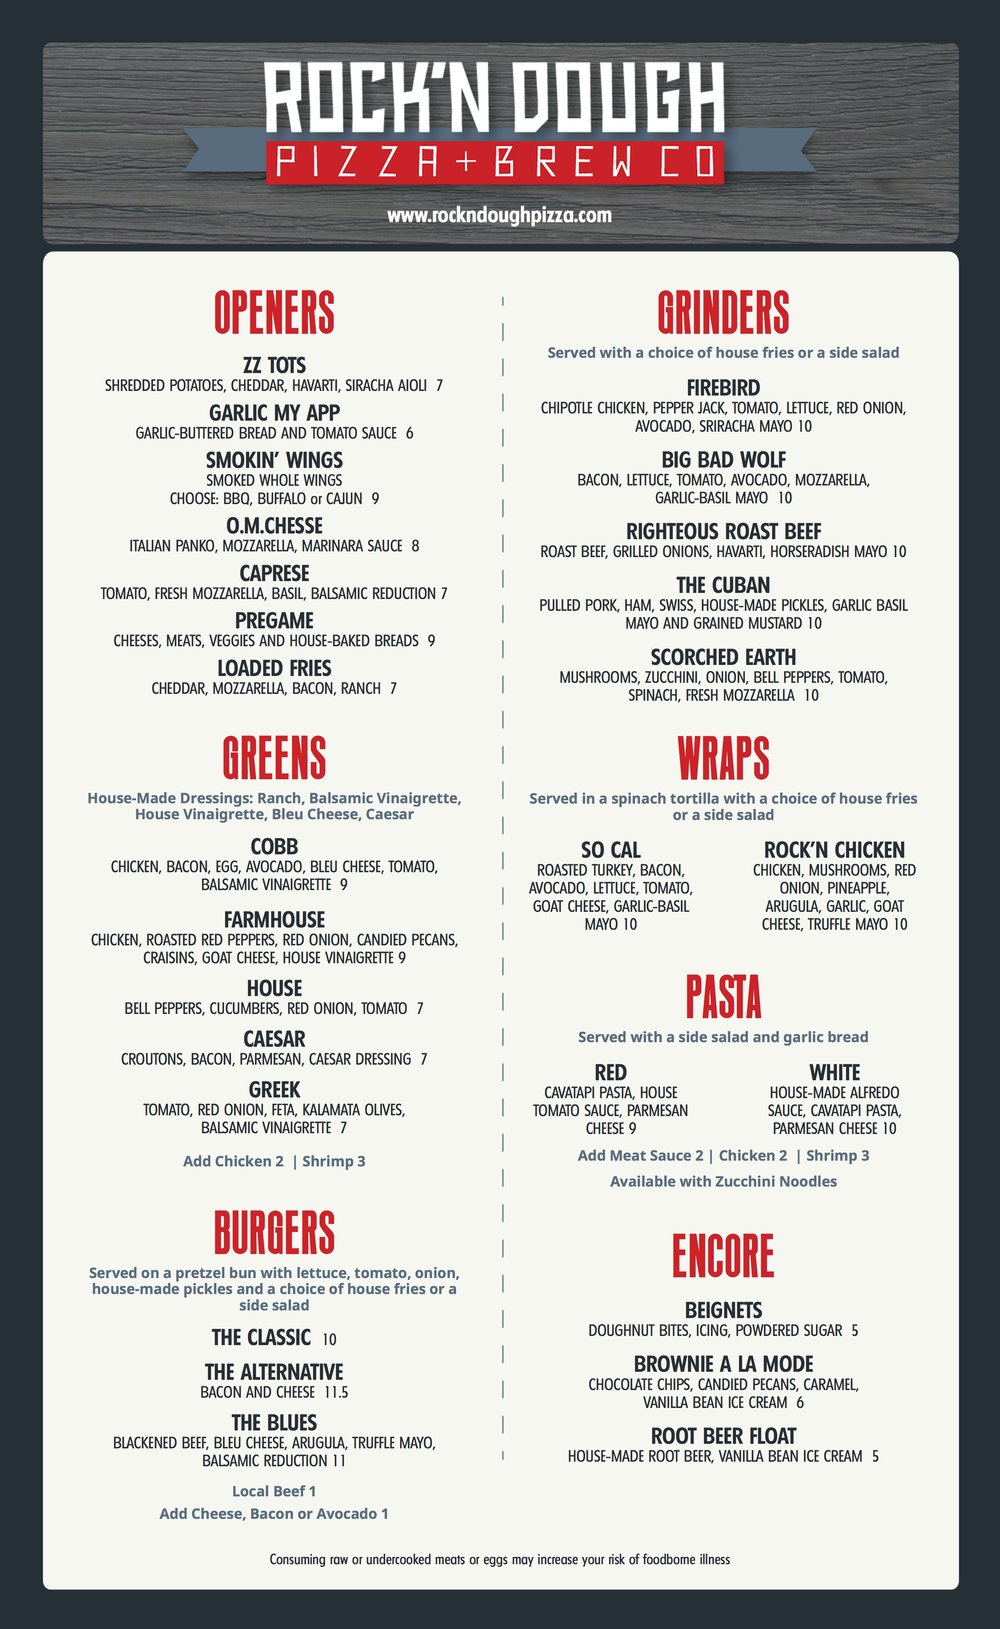 ROCK'N DOUGH
PIZZA + BREW CO
www.rockndoughpizza.com
OPENERS
ZZ TOTS
SHREDDED POTATOES, CHEDDAR, HAVARTI, SIRACHA AIOLI 7
GARLIC MY APP
GARLIC-BUTTERED BREAD AND TOMATO SAUCE 6
SMOKIN' WINGS
SMOKED WHOLE WINGS
CHOOSE: BBQ, BUFFALO or CAJUN 9
O.M.CHESSE
ITALIAN PANKO, MOZZARELLA, MARINARA SAUCE 8
CAPRESE
TOMATO, FRESH MOZZARELLA, BASIL, BALSAMIC REDUCTION 7
PREGAME
CHEESES, MEATS, VEGGIES AND HOUSE-BAKED BREADS 9
LOADED FRIES
CHEDDAR, MOZZARELLA, BACON, RANCH 7
GREENS
House-Made Dressings: Ranch, Balsamic Vinaigrette,
House Vinaigrette, Bleu Cheese, Caesar
COBB
CHICKEN, BACON, EGG, AVOCADO, BLEU CHEESE, TOMATO,
BALSAMIC VINAIGRETTE 9
FARMHOUSE
CHICKEN, ROASTED RED PEPPERS, RED ONION, CANDIED PECANS,
CRAISINS, GOAT CHEESE, HOUSE VINAIGRETTE 9
HOUSE
BELL PEPPERS, CUCUMBERS, RED ONION, TOMATO 7
CAESAR
CROUTONS, BACON, PARMESAN, CAESAR DRESSING 7
GREEK
TOMATO, RED ONION, FETA, KALAMATA OLIVES,
BALSAMIC VINAIGRETTE 7
Add Chicken 2 | Shrimp 3
BURGERS
Served on a pretzel bun with lettuce, tomato, onion,
house-made pickles and a choice of house fries or a
side salad
THE CLASSIC 10
THE ALTERNATIVE
BACON AND CHEESE 11.5
THE BLUES
BLACKENED BEEF, BLEU CHEESE, ARUGULA, TRUFFLE MAYO,
BALSAMIC REDUCTION 11
Local Beef 1
Add Cheese, Bacon or Avocado 1
GRINDERS
Served with a choice of house fries or a side salad
FIREBIRD
CHIPOTLE CHICKEN, PEPPER JACK, TOMATO, LETTUCE, RED ONION,
AVOCADO, SRIRACHA MAYO 10
BIG BAD WOLF
BACON, LETTUCE, TOMATO, AVOCADO, MOZZARELLA,
GARLIC-BASIL MAYO 10
RIGHTEOUS ROAST BEEF
ROAST BEEF, GRILLED ONIONS, HAVARTI, HORSERADISH MAYO 10
THE CUBAN
PULLED PORK, HAM, SWISS, HOUSE-MADE PICKLES, GARLIC BASIL
MAYO AND GRAINED MUSTARD 10
SCORCHED EARTH
MUSHROOMS, ZUCCHINI, ONION, BELL PEPPERS, TOMATO,
SPINACH, FRESH MOZZARELLA 10
WRAPS
Served in a spinach tortilla with a choice of house fries
or a side salad
SO CAL
ROASTED TURKEY, BACON,
AVOCADO, LETTUCE, TOMATO,
GOAT CHEESE, GARLIC-BASIL
MAYO 10
ROCK'N CHICKEN
CHICKEN, MUSHROOMS, RED
ONION, PINEAPPLE,
ARUGULA, GARLIC, GOAT
CHEESE, TRUFFLE MAYO 10
PASTA
Served with a side salad and garlic bread
RED
CAVATAPI PASTA, HOUSE
TOMATO SAUCE, PARMESAN
CHEESE 9
WHITE
HOUSE-MADE ALFREDO
SAUCE, CAVATAPI PASTA,
PARMESAN CHEESE 10
Add Meat Sauce 2 | Chicken 2 | Shrimp 3
Available with Zucchini Noodles
ENCORE
BEIGNETS
DOUGHNUT BITES, ICING, POWDERED SUGAR 5
BROWNIE A LA MODE
CHOCOLATE CHIPS, CANDIED PECANS, CARAMEL,
VANILLA BEAN ICE CREAM 6
ROOT BEER FLOAT
HOUSE-MADE ROOT BEER, VANILLA BEAN ICE CREAM 5
Consuming raw or undercooked meats or eggs may increase your risk of foodborne illness